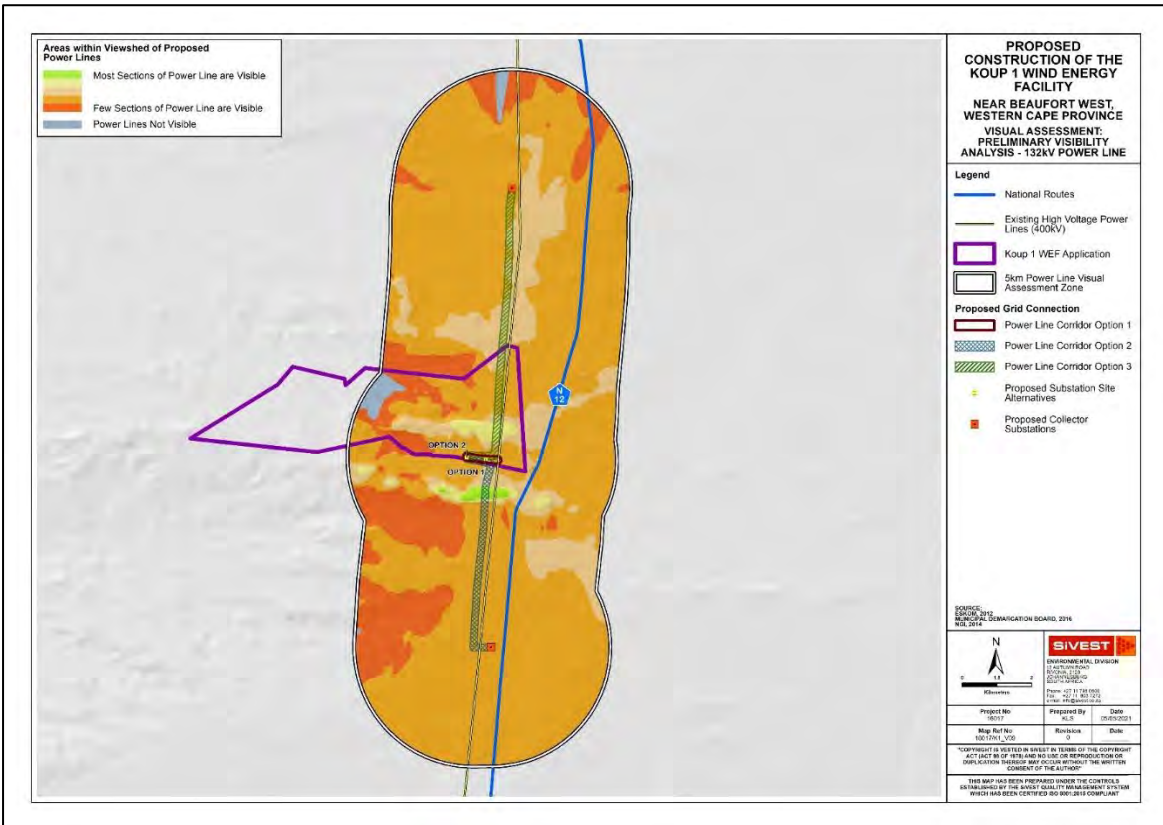 Areas within Viewshed of Proposed
Power Lines
Most Sections of Power Line are Visible
Few Sections of Power Line are Visible
Power Lines Not Visible
OPTION 2
OPTION 1
N
12
PROPOSED
CONSTRUCTION OF THE
KOUP 1 WIND ENERGY
FACILITY
NEAR BEAUFORT WEST,
WESTERN CAPE PROVINCE
VISUAL ASSESSMENT:
PRELIMINARY VISIBILITY
ANALYSIS - 132kV POWER LINE
Legend
National Routes
Existing High Voltage Power
Lines (400kV)
Koup 1 WEF Application
5km Power Line Visual
Assessment Zone
Proposed Grid Connection
Power Line Corridor Option 1
Power Line Corridor Option 2
Power Line Corridor Option 3
Proposed Substation Site
Alternatives
Proposed Collector
Substations
SOURCE:
ESKOM, 2012
MUNICIPAL DEMARCATION BOARD, 2016
N
Kilometres
SiVEST
ENVIRONMENTAL DIVISION
SOUTH AFRICA
Project No
Prepared By
Date
16017
KLS
Map Ref No
Revision
Date
0
"COPYRIGHT IS VESTED IN SIVEST IN TERMS OF THE COPYRIGHT
ACT (ACT 98 OF 1978) AND NO USE OR REPRODUCTION OR
DUPLICATION THEREOF MAY OCCUR WITHOUT THE WRITTEN
CONSENT OF THE AUTHOR"
THIS MAP HAS BEEN PREPARED UNDER THE CONTROLS
ESTABLISHED BY THE SIVEST QUALITY MANAGEMENT SYSTEM
WHICH HAS BEEN CERTIFIED ISO 9001:2015 COMPLIANT